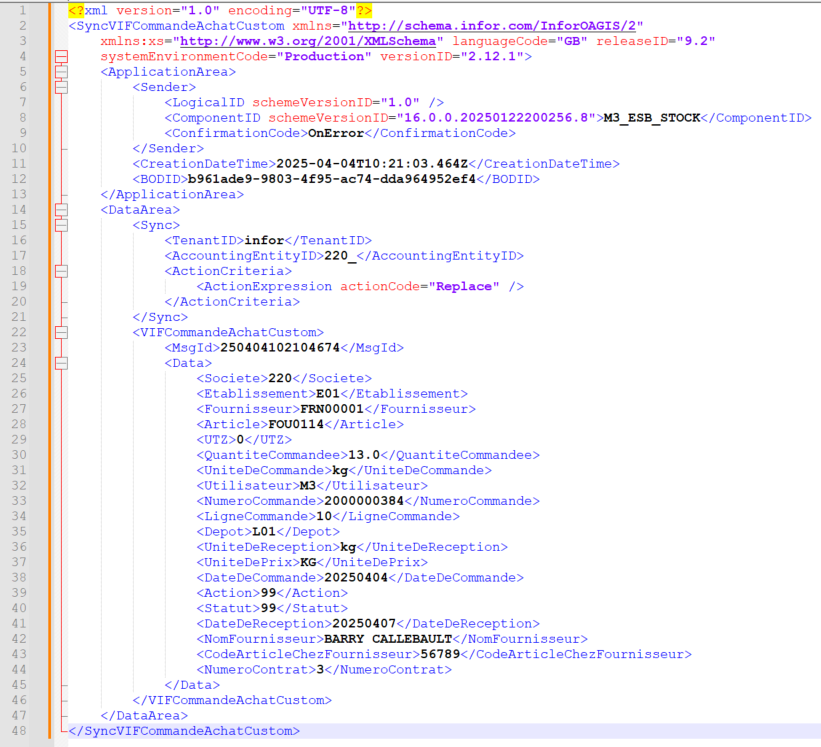 1 <?xml version="1.0" encoding="UTF-8"?>
2 <SyncVIFCommandeAchatCustom xmlns="http://schema.infor.com/InforOAGIS/2"
3 xmlns:xs="http://www.w3.org/2001/XMLSchema" languageCode="GB" releaseID="9.2"
4 systemEnvironmentCode="Production" versionID="2.12.1">
5 <ApplicationArea>
6 <Sender>
7 <LogicalID schemeVersionID="1.0" />
8 <ComponentID schemeVersionID="16.0.0.20250122200256.8">M3_ESB_STOCK</ComponentID>
9 <ConfirmationCode>OnError</ConfirmationCode>
10 </Sender>
11 <CreationDateTime>2025-04-04T10:21:03.464Z</CreationDateTime>
12 <BODID>b961ade9-9803-4f95-ac74-dda964952ef4</BODID>
13 </ApplicationArea>
14 <DataArea>
15 <Sync>
16 <TenantID>infor</TenantID>
17 <AccountingEntityID>220_</AccountingEntityID>
18 <ActionCriteria>
19 <ActionExpression actionCode="Replace" />
20 </ActionCriteria>
21 </Sync>
22 <VIFCommandeAchatCustom>
23 <MsgId>250404102104674</MsgId>
24 <Data>
25 <Societe>220</Societe>
26 <Etablissement>E01</Etablissement>
27 <Fournisseur>FRN00001</Fournisseur>
28 <Article>FOU0114</Article>
29 <UTZ>0</UTZ>
30 <QuantiteCommandee>13.0</QuantiteCommandee>
31 <UniteDeCommande>kg</UniteDeCommande>
32 <Utilisateur>M3</Utilisateur>
33 <NumeroCommande>2000000384</NumeroCommande>
34 <LigneCommande>10</LigneCommande>
35 <Depot>L01</Depot>
36 <UniteDeReception>kg</UniteDeReception>
37 <UniteDePrix>KG</UniteDePrix>
38 <DateDeCommande>20250404</DateDeCommande>
39 <Action>99</Action>
40 <Statut>99</Statut>
41 <DateDeReception>20250407</DateDeReception>
42 <NomFournisseur>BARRY CALLEBAULT</NomFournisseur>
43 <CodeArticleChezFournisseur>56789</CodeArticleChezFournisseur>
44 <NumeroContrat>3</NumeroContrat>
45 </Data>
46 </VIFCommandeAchatCustom>
47 </DataArea>
48 </SyncVIFCommandeAchatCustom>